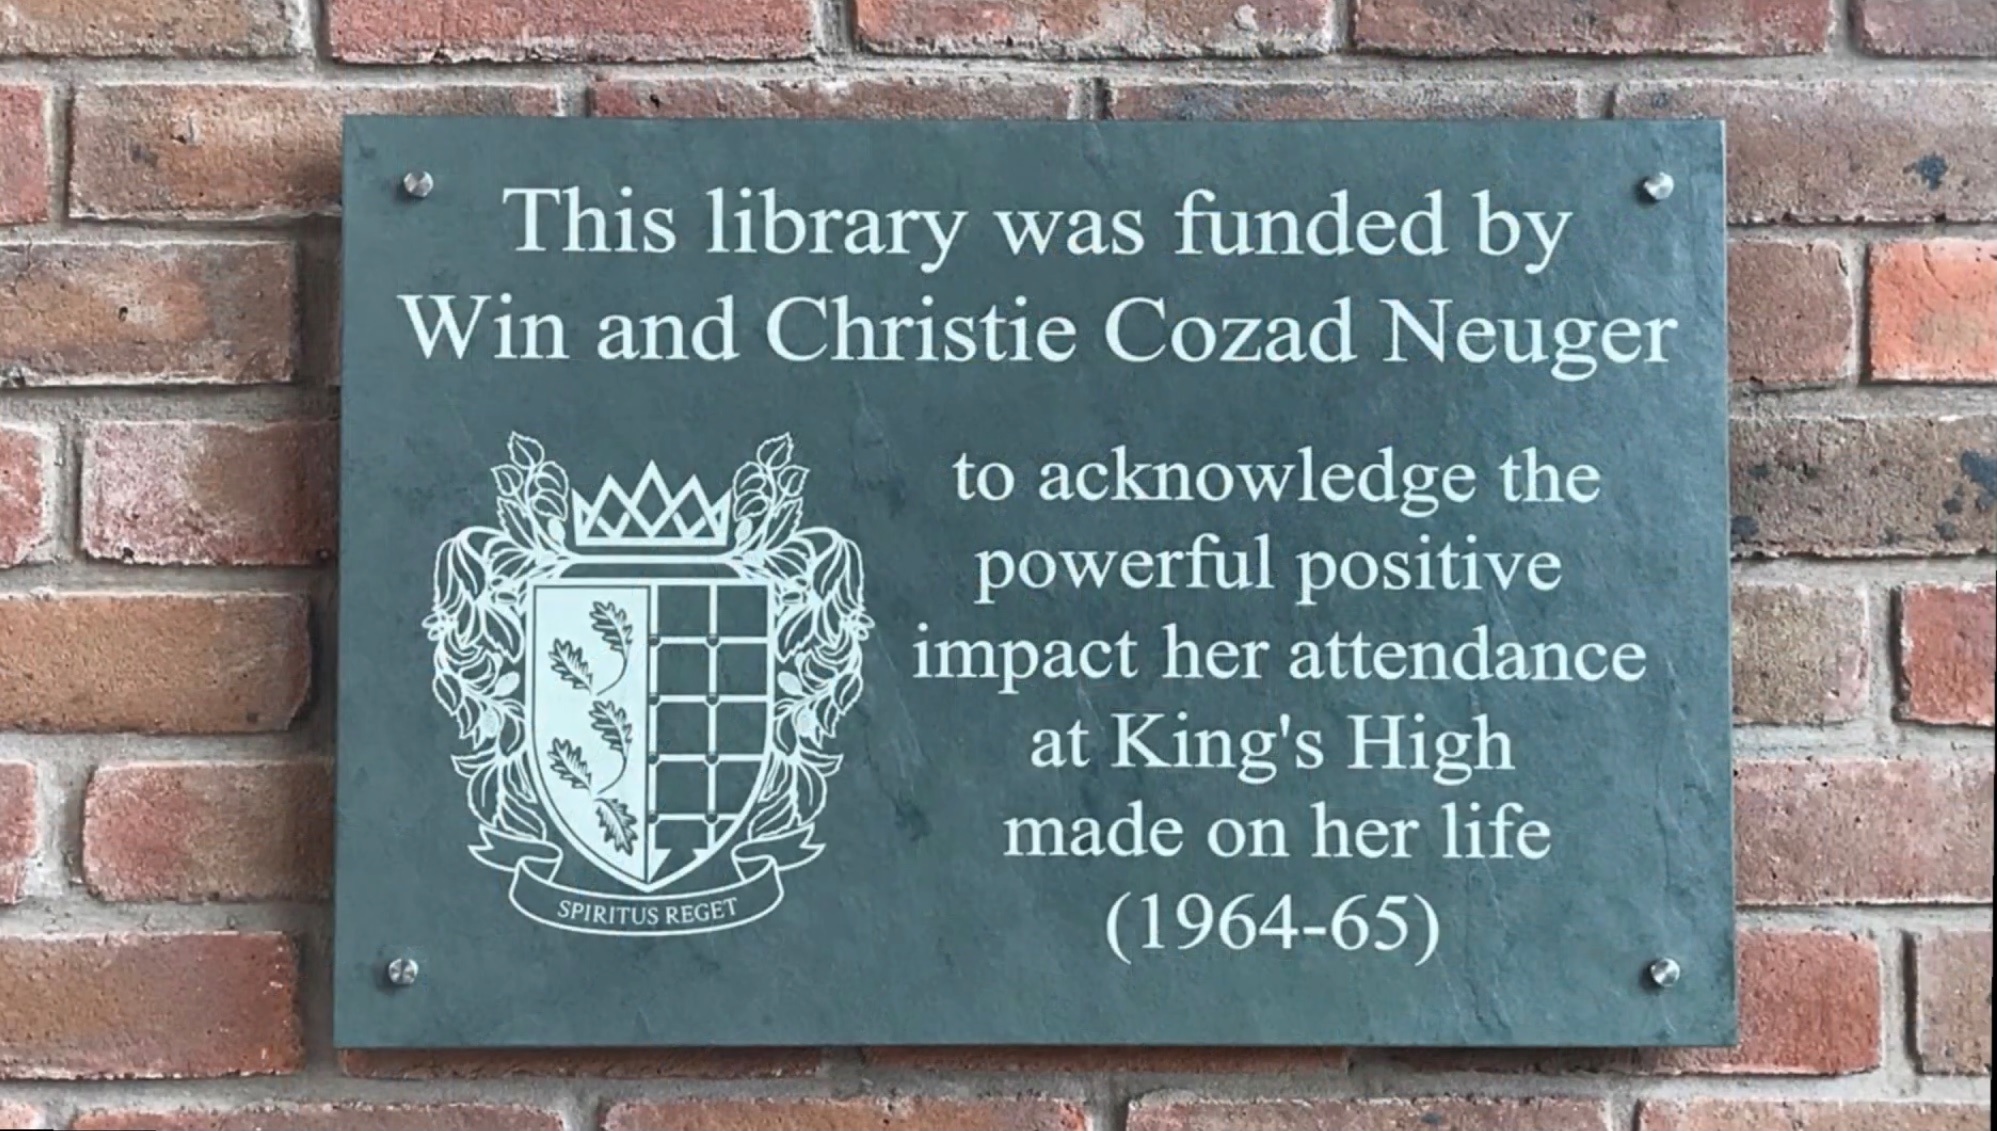 This library was funded by
Win and Christie Cozad Neuger
to acknowledge the
powerful positive
impact her attendance
at King's High
made on her life
(1964-65)
SPIRITUS REGET